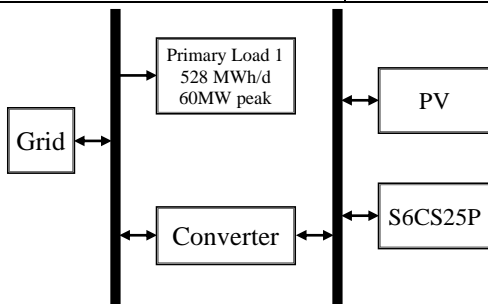 Primary Load 1
528 MWh/d
60MW peak
Grid
PV
S6CS25P
Converter